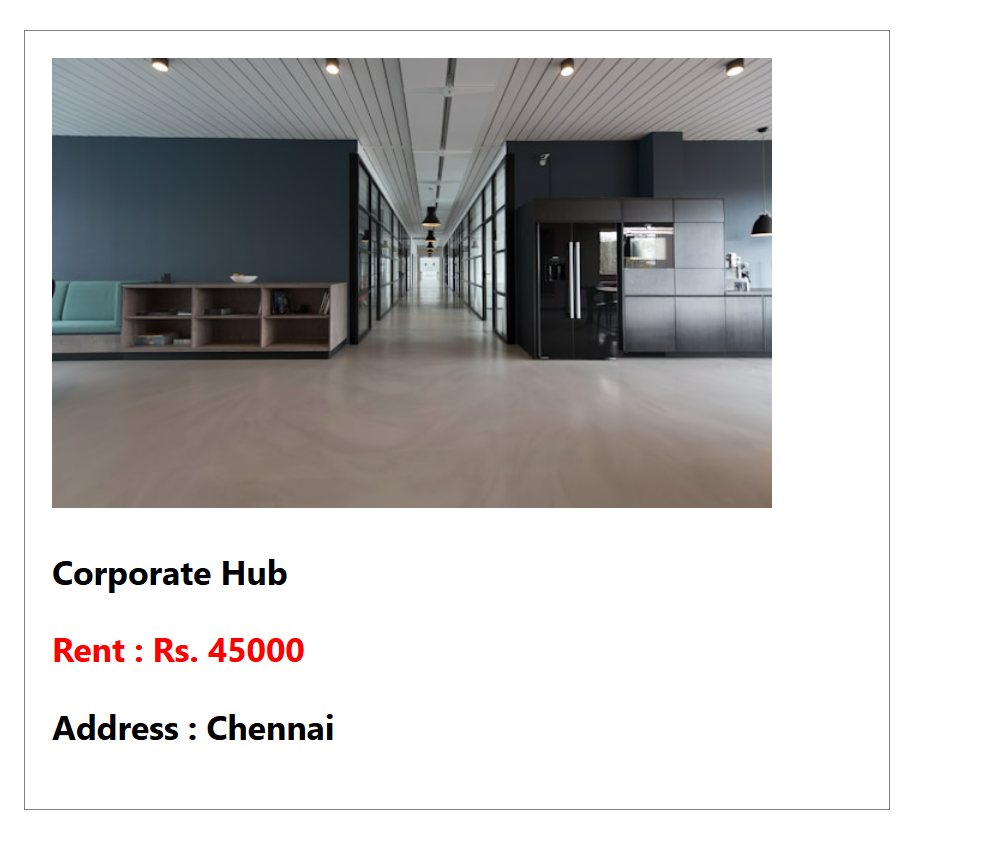 Corporate Hub
Rent : Rs. 45000
Address : Chennai